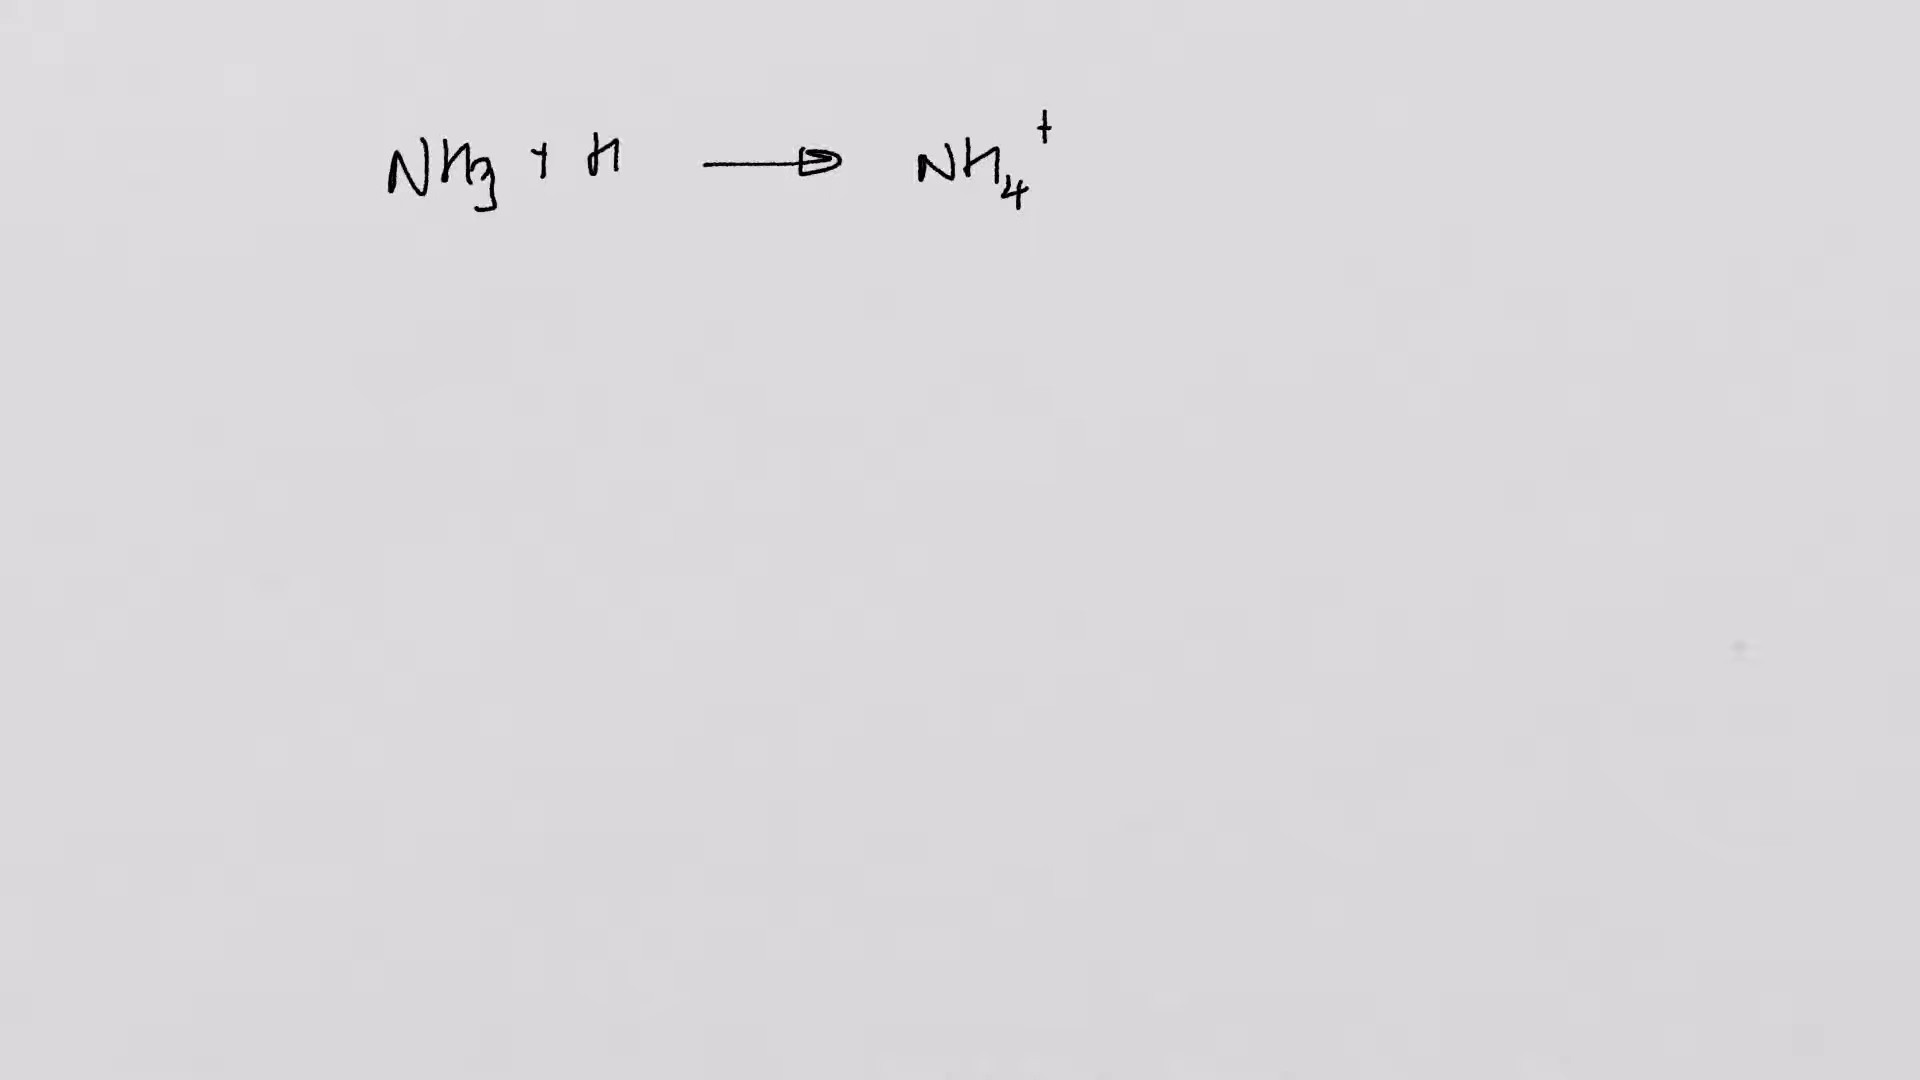 NH₃ + H ⟶ NH₄⁺